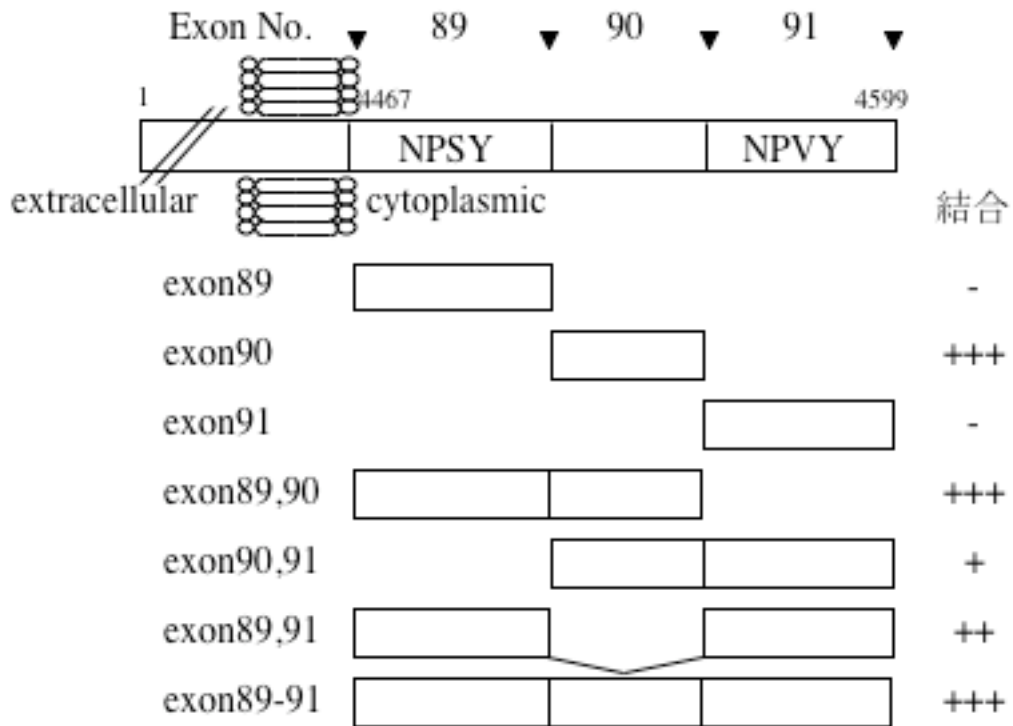 Exon No. 89 90 91
1 4467 4599
NPSY NPVY
extracellular cytoplasmic 結合
exon89 -
exon90 +++
exon91 -
exon89,90 +++
exon90,91 +
exon89,91 ++
exon89-91 +++